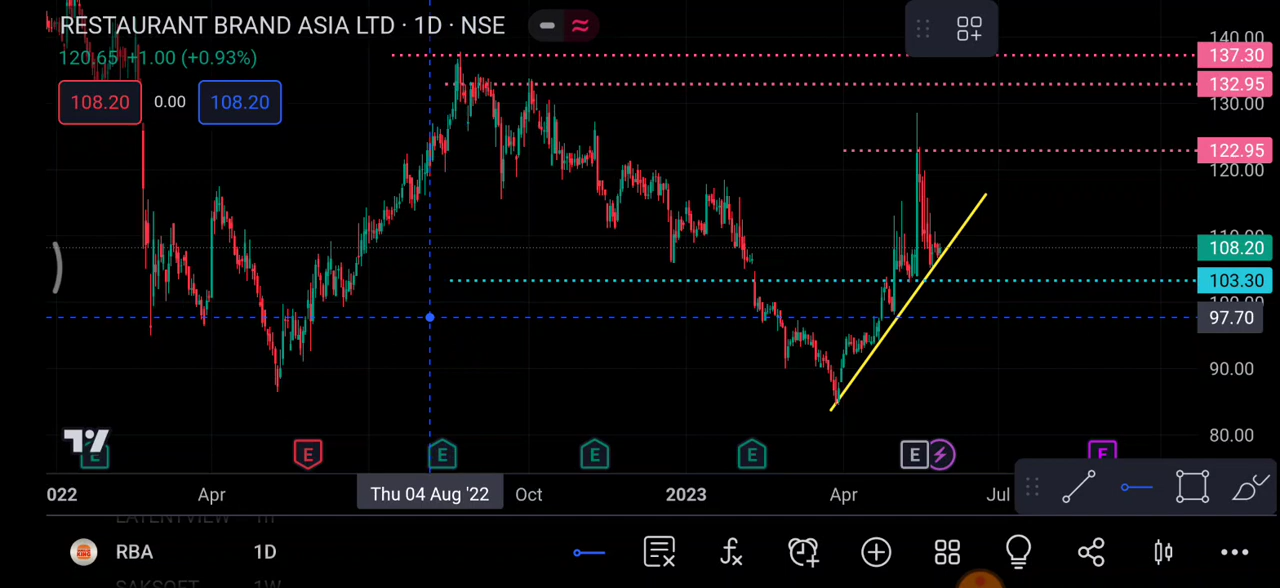 RESTAURANT BRAND ASIA LTD · 1D · NSE
120.65 +1.00 (+0.93%)
108.20 0.00 108.20
140.00
137.30
132.95
130.00
122.95
120.00
110.00
108.20
103.30
100.00
97.70
90.00
80.00
E E E E E E E
022 Apr Thu 04 Aug '22 Oct 2023 Apr Jul
LATENTVIEW 1H
RBA 1D
SAKSOFT 1W